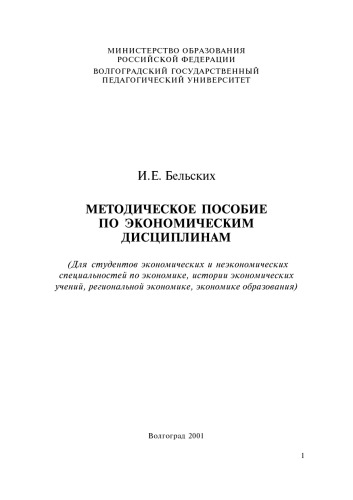 МИНИСТЕРСТВО ОБРАЗОВАНИЯ
РОССИЙСКОЙ ФЕДЕРАЦИИ
ВОЛГОГРАДСКИЙ ГОСУДАРСТВЕННЫЙ
ПЕДАГОГИЧЕСКИЙ УНИВЕРСИТЕТ
И.Е. Бельских
МЕТОДИЧЕСКОЕ ПОСОБИЕ
ПО ЭКОНОМИЧЕСКИМ
ДИСЦИПЛИНАМ
(Для студентов экономических и неэкономических
специальностей по экономике, истории экономических
учений, региональной экономике, экономике образования)
Волгоград 2001
1